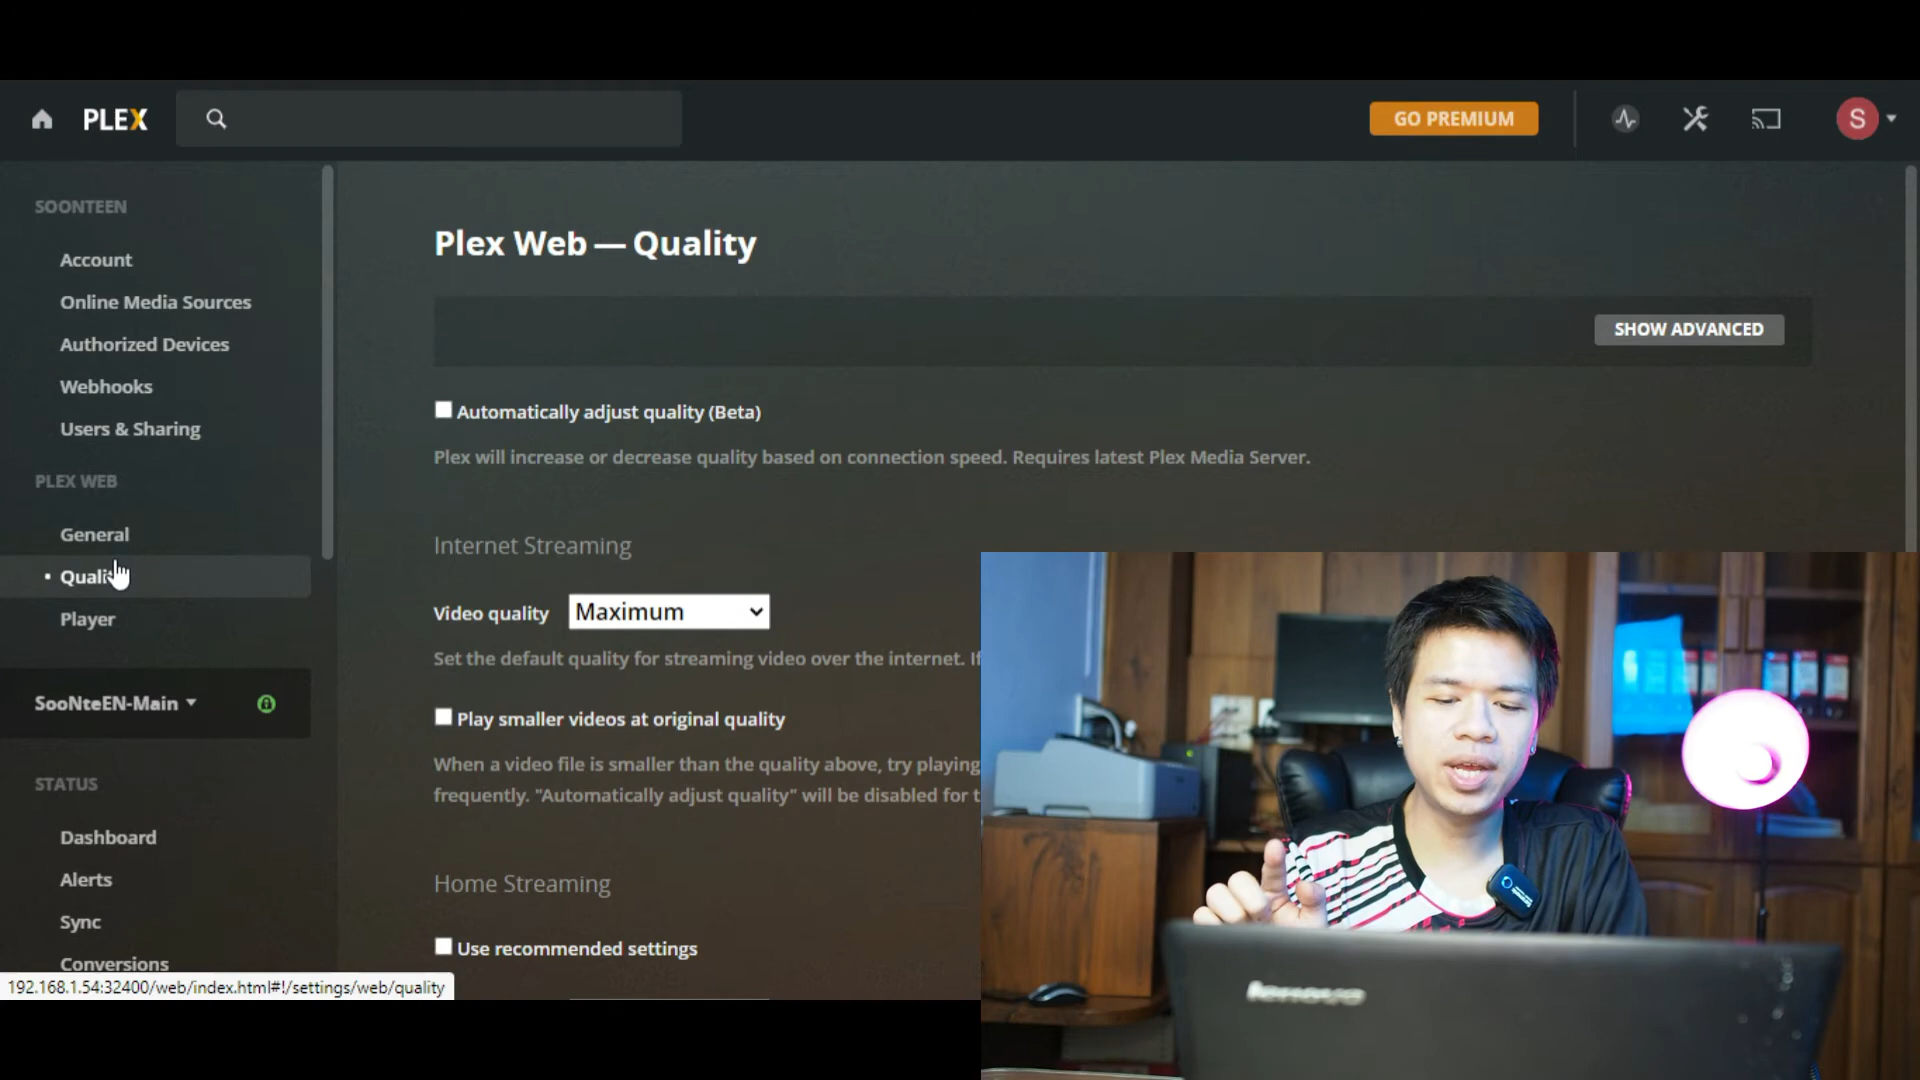 PLEX
GO PREMIUM
S
SOONTEEN
Account
Online Media Sources
Authorized Devices
Webhooks
Users & Sharing
PLEX WEB
General
• Quali
Player
SooNteEN-Main
STATUS
Dashboard
Alerts
Sync
Conversions
192.168.1.54:32400/web/index.html#!/settings/web/quality
Plex Web — Quality
SHOW ADVANCED
Automatically adjust quality (Beta)
Plex will increase or decrease quality based on connection speed. Requires latest Plex Media Server.
Internet Streaming
Video quality Maximum
Set the default quality for streaming video over the internet. If
Play smaller videos at original quality
When a video file is smaller than the quality above, try playing
frequently. "Automatically adjust quality" will be disabled for t
Home Streaming
Use recommended settings
lenovo